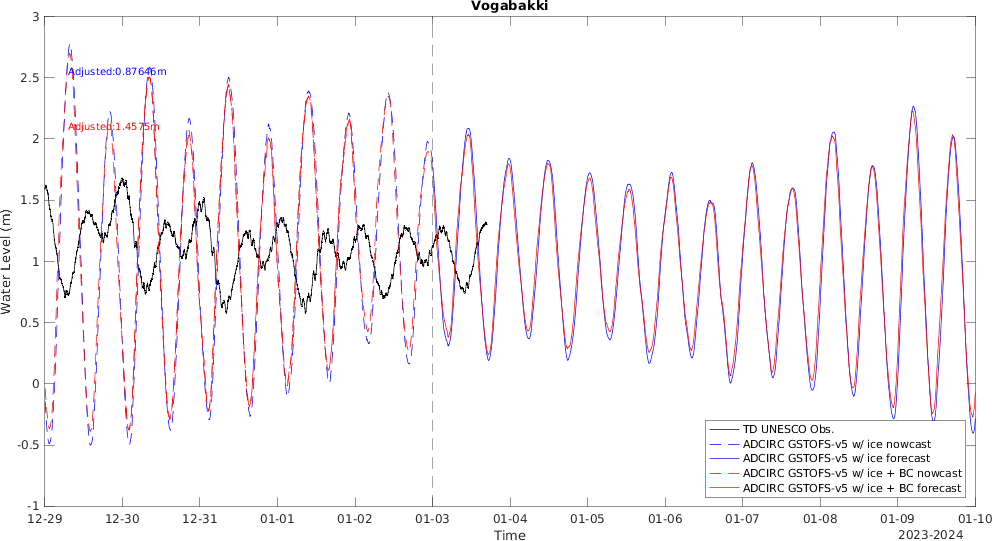 Vogabakki
3
2.5
2
1.5
1
0.5
0
-0.5
-1
Water Level (m)
Adjusted:0.87646m
Adjusted:1.4575m
TD UNESCO Obs.
ADCIRC GSTOFS-v5 w/ ice nowcast
ADCIRC GSTOFS-v5 w/ ice forecast
ADCIRC GSTOFS-v5 w/ ice + BC nowcast
ADCIRC GSTOFS-v5 w/ ice + BC forecast
12-29 12-30 12-31 01-01 01-02 01-03 01-04 01-05 01-06 01-07 01-08 01-09 01-10
Time
2023-2024